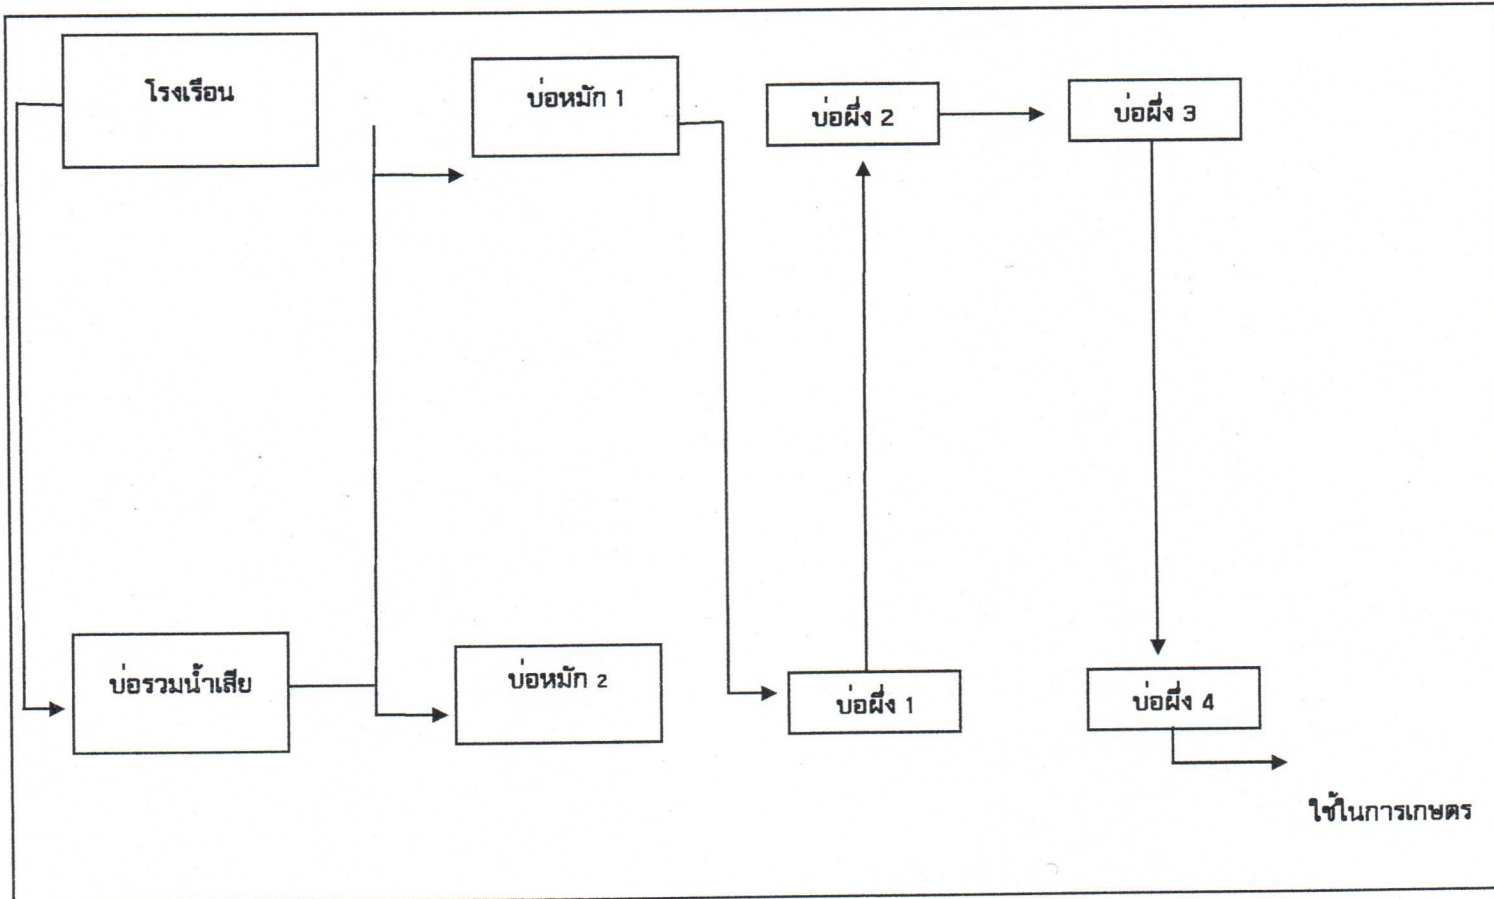 โรงเรือน
บ่อหมัก 1
บ่อผึ่ง 2
บ่อผึ่ง 3
บ่อรวมน้ำเสีย
บ่อหมัก 2
บ่อผึ่ง 1
บ่อผึ่ง 4
ใช้ในการเกษตร